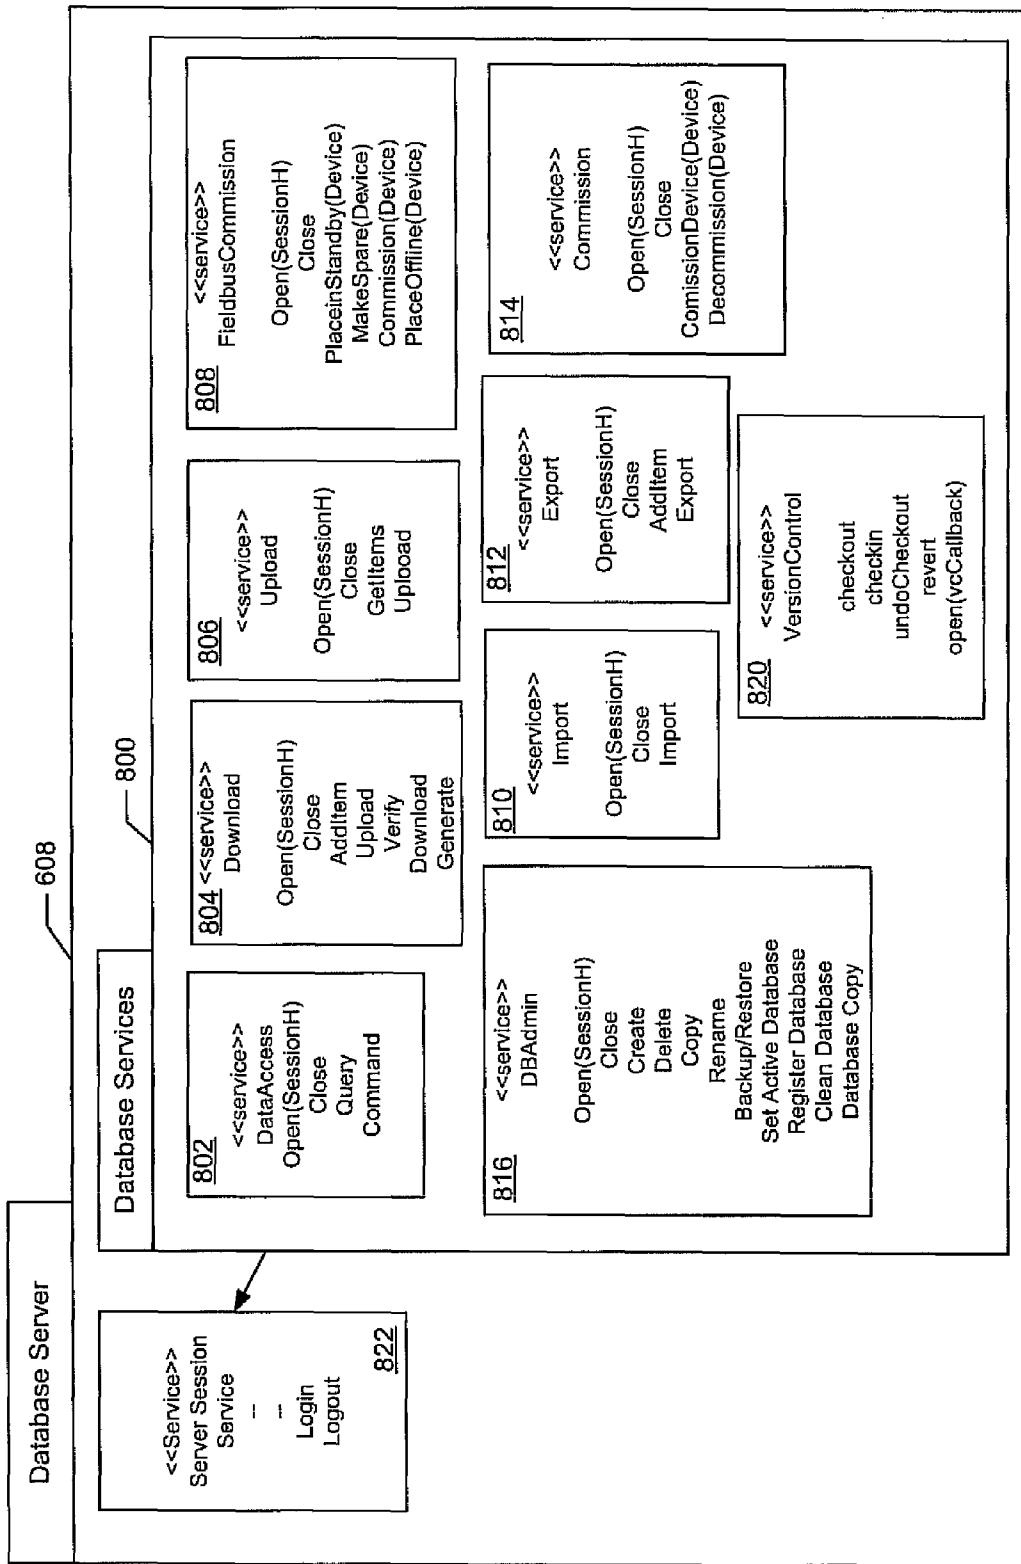 Database Server
608
<<Service>>
Server Session
Service
--
--
Login
Logout
822
Database Services
800
802
<<service>>
DataAccess
Open(SessionH)
Close
Query
Command
804 <<service>>
Download
Open(SessionH)
Close
AddItem
Upload
Verify
Download
Generate
806
<<service>>
Upload
Open(SessionH)
Close
GetItems
Uplooad
808
<<service>>
FieldbusCommission
Open(SessionH)
Close
PlaceinStandby(Device)
MakeSpare(Device)
Commission(Device)
PlaceOffline(Device)
816
<<service>>
DBAdmin
Open(SessionH)
Close
Create
Delete
Copy
Rename
Backup/Restore
Set Active Database
Register Database
Clean Database
Database Copy
810
<<service>>
Import
Open(SessionH)
Close
Import
812
<<service>>
Export
Open(SessionH)
Close
AddItem
Export
814
<<service>>
Commission
Open(SessionH)
Close
ComissionDevice(Device)
Decommission(Device)
820
<<service>>
VersionControl
checkout
checkin
undoCheckout
revert
open(vcCallback)